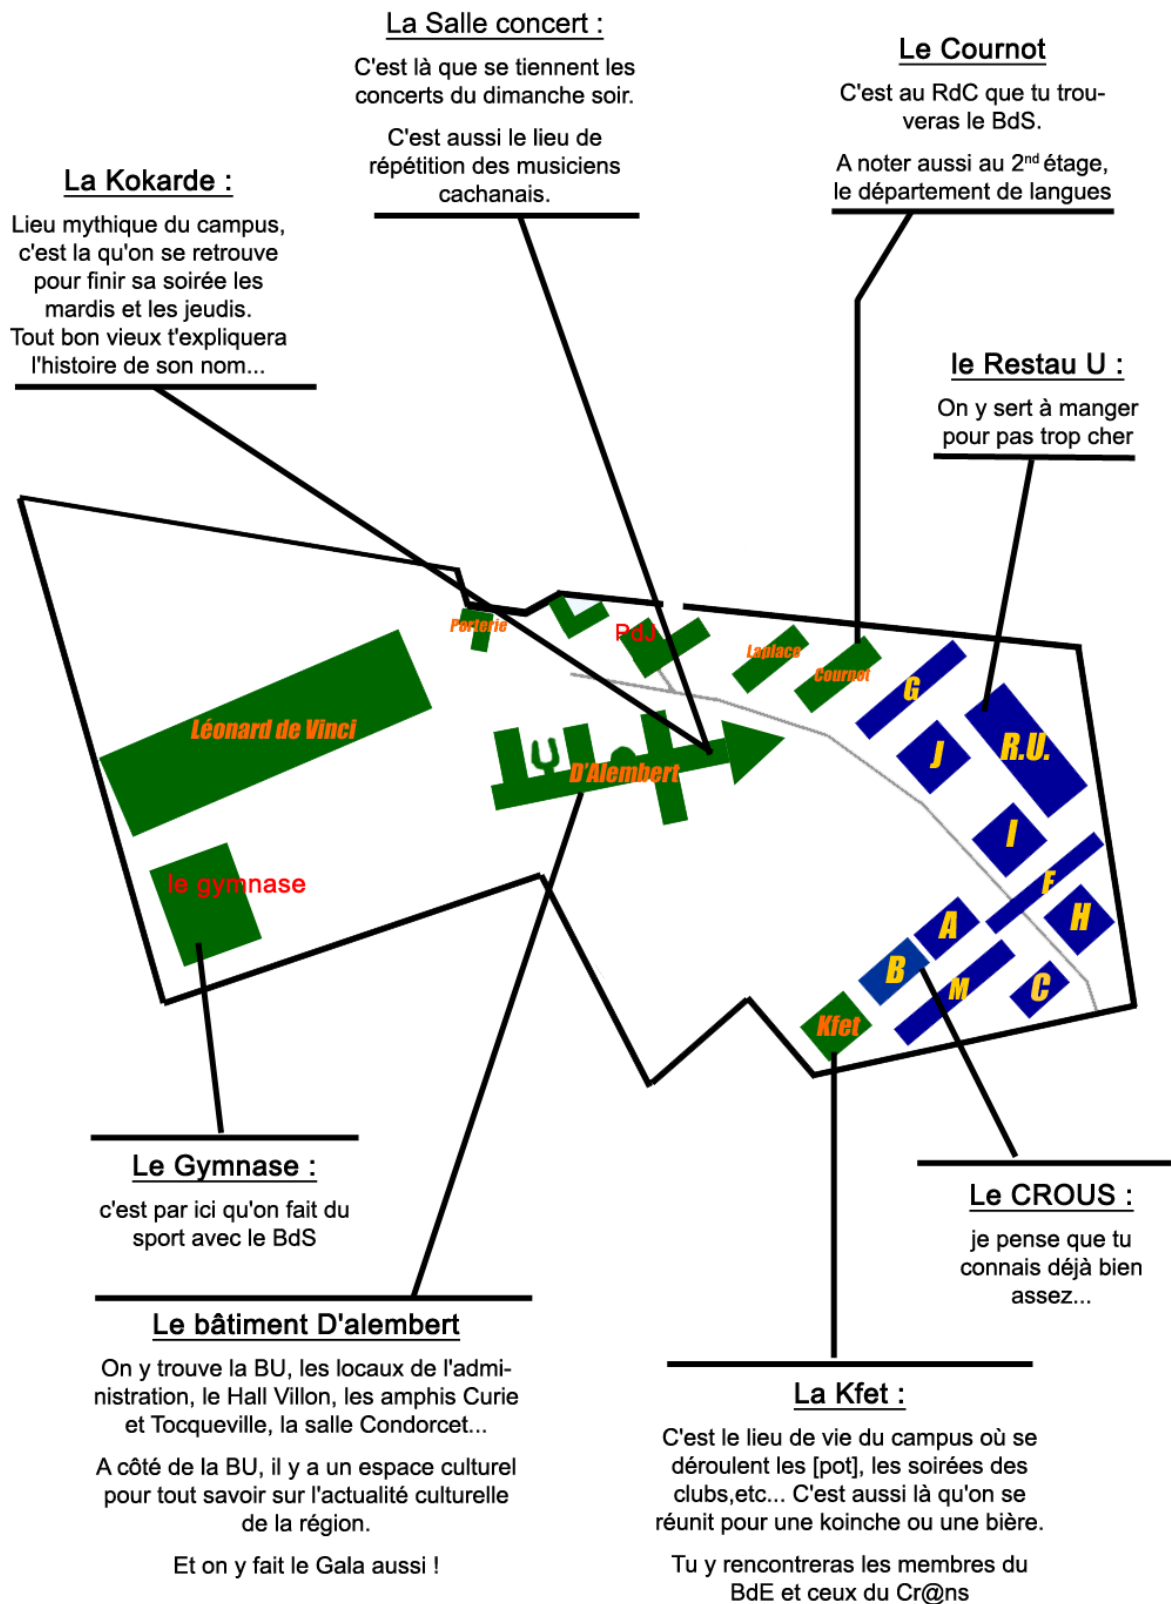 La Salle concert :
C'est là que se tiennent les
concerts du dimanche soir.
C'est aussi le lieu de
répétition des musiciens
cachanais.
Le Cournot
C'est au RdC que tu trou-
veras le BdS.
A noter aussi au 2nd étage,
le département de langues
La Kokarde :
Lieu mythique du campus,
c'est la qu'on se retrouve
pour finir sa soirée les
mardis et les jeudis.
Tout bon vieux t'expliquera
l'histoire de son nom...
le Restau U :
On y sert à manger
pour pas trop cher
Porterie
PdJ
Laplace
Cournot
G
Léonard de Vinci
D'Alembert
J
R.U.
I
F
le gymnase
A
H
B
M
C
Kfet
Le Gymnase :
c'est par ici qu'on fait du
sport avec le BdS
Le CROUS :
je pense que tu
connais déjà bien
assez...
Le bâtiment D'alembert
On y trouve la BU, les locaux de l'admi-
nistration, le Hall Villon, les amphis Curie
et Tocqueville, la salle Condorcet...
A côté de la BU, il y a un espace culturel
pour tout savoir sur l'actualité culturelle
de la région.
Et on y fait le Gala aussi !
La Kfet :
C'est le lieu de vie du campus où se
déroulent les [pot], les soirées des
clubs,etc... C'est aussi là qu'on se
réunit pour une koinche ou une bière.
Tu y rencontreras les membres du
BdE et ceux du Cr@ns